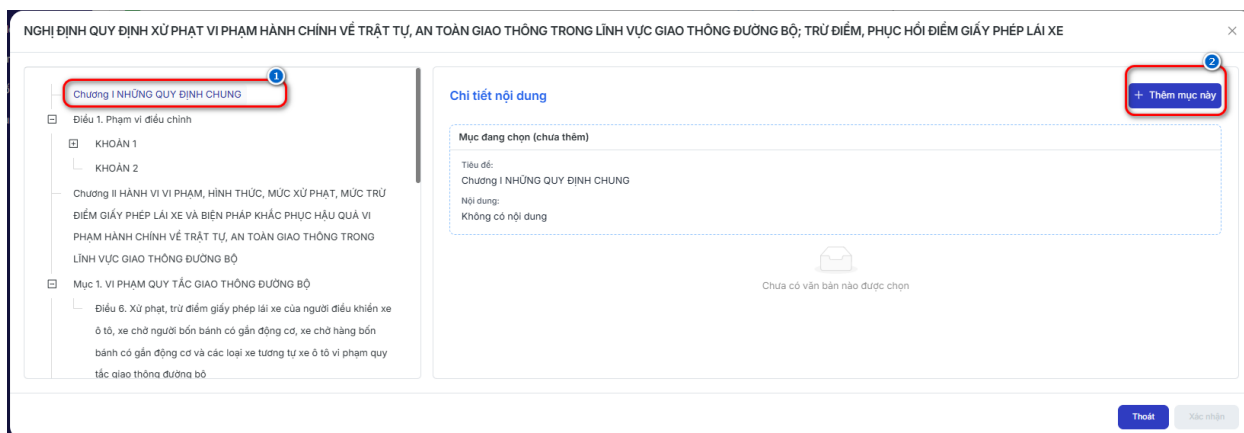 NGHỊ ĐỊNH QUY ĐỊNH XỬ PHẠT VI PHẠM HÀNH CHÍNH VỀ TRẬT TỰ, AN TOÀN GIAO THÔNG TRONG LĨNH VỰC GIAO THÔNG ĐƯỜNG BỘ; TRỪ ĐIỂM, PHỤC HỒI ĐIỂM GIẤY PHÉP LÁI XE
1
Chương I NHỮNG QUY ĐỊNH CHUNG
Điều 1. Phạm vi điều chỉnh
KHOẢN 1
KHOẢN 2
Chương II HÀNH VI VI PHẠM, HÌNH THỨC, MỨC XỬ PHẠT, MỨC TRỪ
ĐIỂM GIẤY PHÉP LÁI XE VÀ BIỆN PHÁP KHẮC PHỤC HẬU QUẢ VI
PHẠM HÀNH CHÍNH VỀ TRẬT TỰ, AN TOÀN GIAO THÔNG TRONG
LĨNH VỰC GIAO THÔNG ĐƯỜNG BỘ
Mục 1. VI PHẠM QUY TẮC GIAO THÔNG ĐƯỜNG BỘ
Điều 6. Xử phạt, trừ điểm giấy phép lái xe của người điều khiển xe
ô tô, xe chở người bốn bánh có gắn động cơ, xe chở hàng bốn
bánh có gắn động cơ và các loại xe tương tự xe ô tô vi phạm quy
tắc giao thông đường bộ
2
Chi tiết nội dung
+ Thêm mục này
Mục đang chọn (chưa thêm)
Tiêu đề:
Chương I NHỮNG QUY ĐỊNH CHUNG
Nội dung:
Không có nội dung
Chưa có văn bản nào được chọn
Thoát
Xác nhận